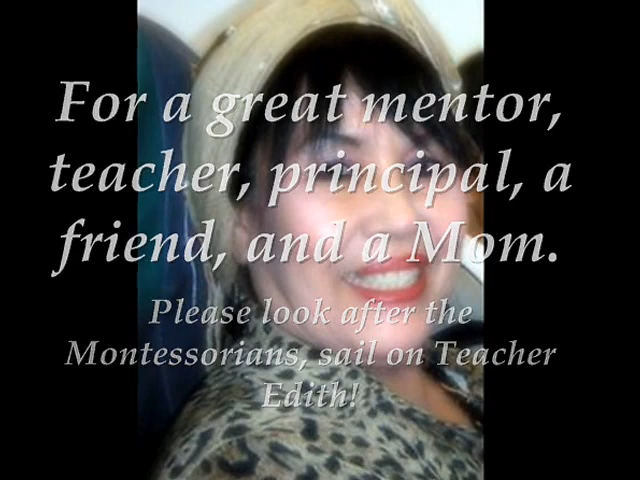 For a great mentor,
teacher, principal, a
friend, and a Mom.
Please look after the
Montessorians, sail on Teacher
Edith!